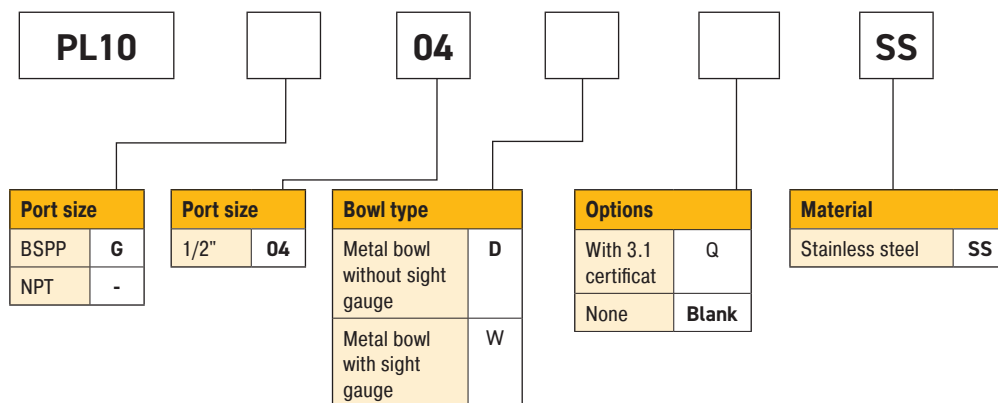 PL10 04 SS
Port size
BSPP G
NPT -
Port size
1/2" 04
Bowl type
Metal bowl
without sight
gauge
D
Metal bowl
with sight
gauge
W
Options
With 3.1
certificat
Q
None Blank
Material
Stainless steel SS